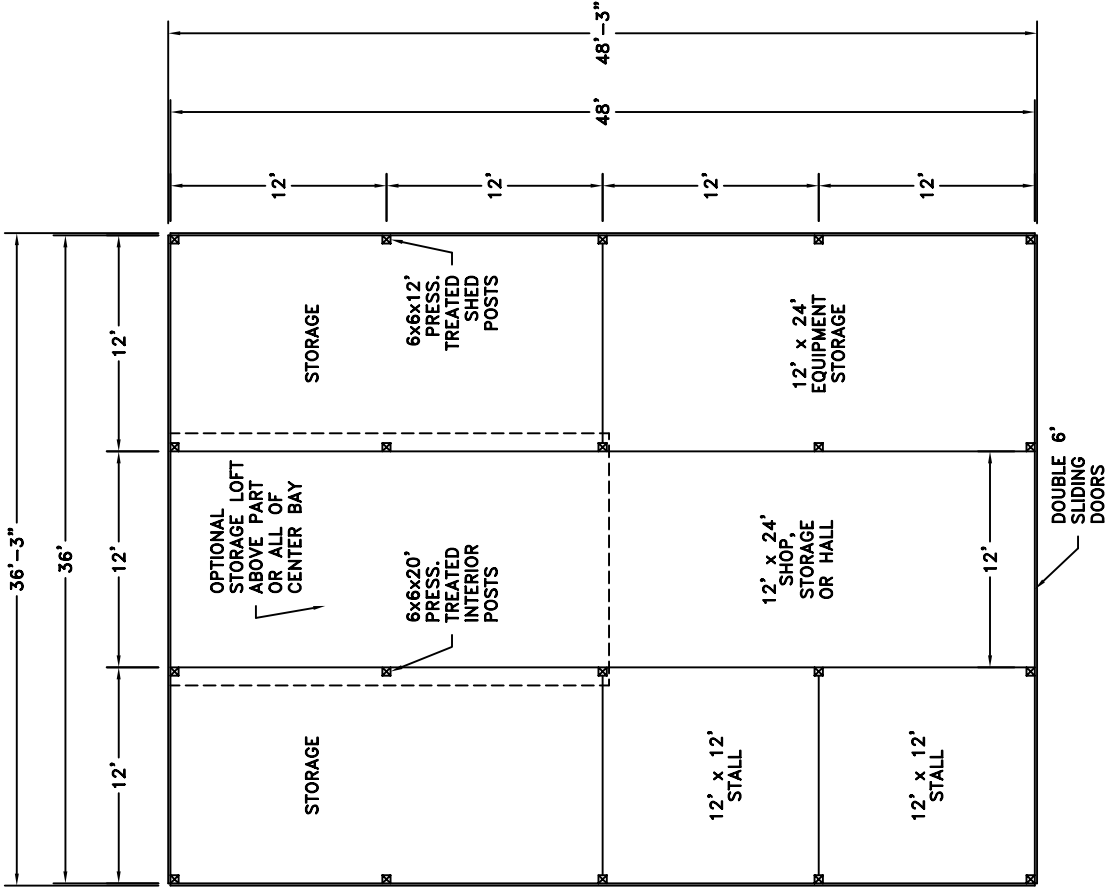 36'-3"
36'
12'
12'
12'
48'-3"
48'
12'
12'
12'
12'
STORAGE
6x6x12'
PRESS.
TREATED
SHED
POSTS
12' x 24'
EQUIPMENT
STORAGE
OPTIONAL
STORAGE LOFT
ABOVE PART
OR ALL OF
CENTER BAY
6x6x20'
PRESS.
TREATED
INTERIOR
POSTS
12' x 24'
SHOP,
STORAGE
OR HALL
12'
DOUBLE 6'
SLIDING
DOORS
STORAGE
12' x 12'
STALL
12' x 12'
STALL